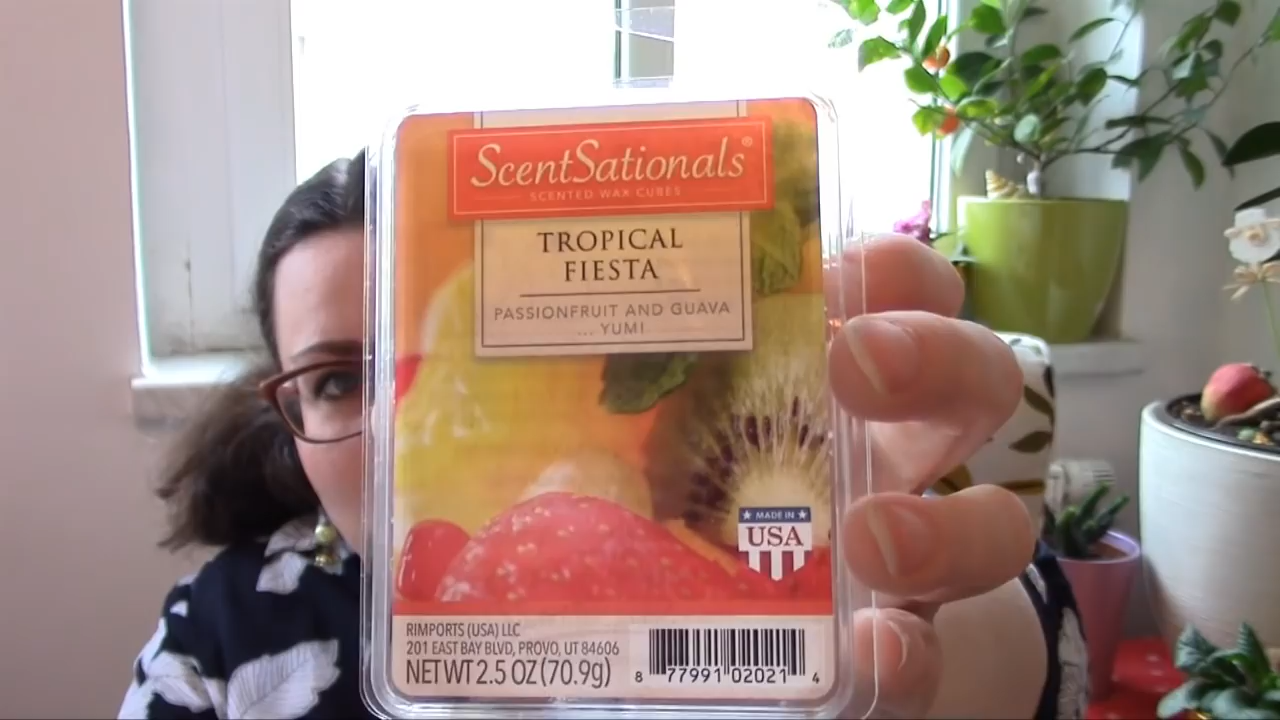 ScentSationals®
SCENTED WAX CUBES
TROPICAL
FIESTA
PASSIONFRUIT AND GUAVA
... YUM!
MADE IN
USA
RIMPORTS (USA) LLC
201 EAST BAY BLVD, PROVO, UT 84606
NET WT 2.5 OZ (70.9g)
8 77991 02021 4